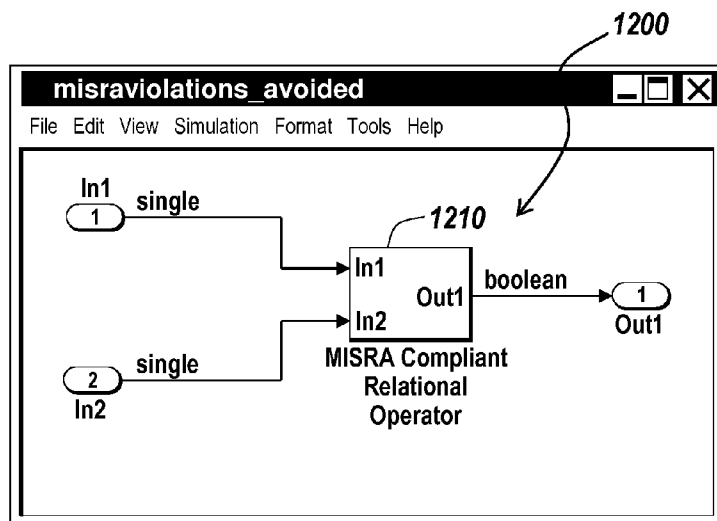 1200
misraviolations_avoided
File Edit View Simulation Format Tools Help
In1
1
single
1210
In1
Out1
In2
boolean
1
Out1
single
2
In2
MISRA Compliant
Relational
Operator